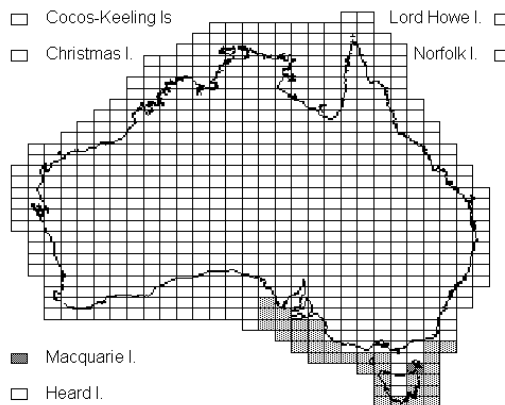 Cocos-Keeling Is
Lord Howe I.
Christmas I.
Norfolk I.
Macquarie I.
Heard I.